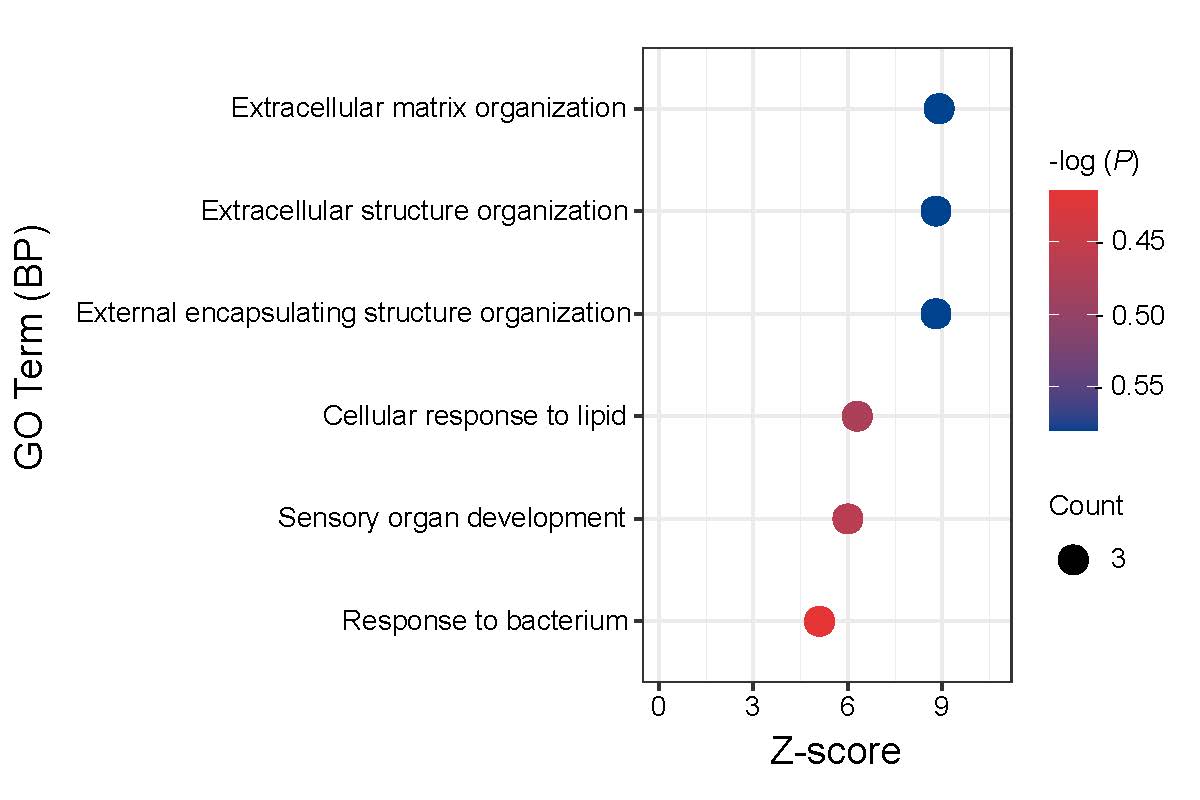 GO Term (BP)
Extracellular matrix organization
Extracellular structure organization
External encapsulating structure organization
Cellular response to lipid
Sensory organ development
Response to bacterium
0 3 6 9
Z-score
-log (P)
0.45
0.50
0.55
Count
3